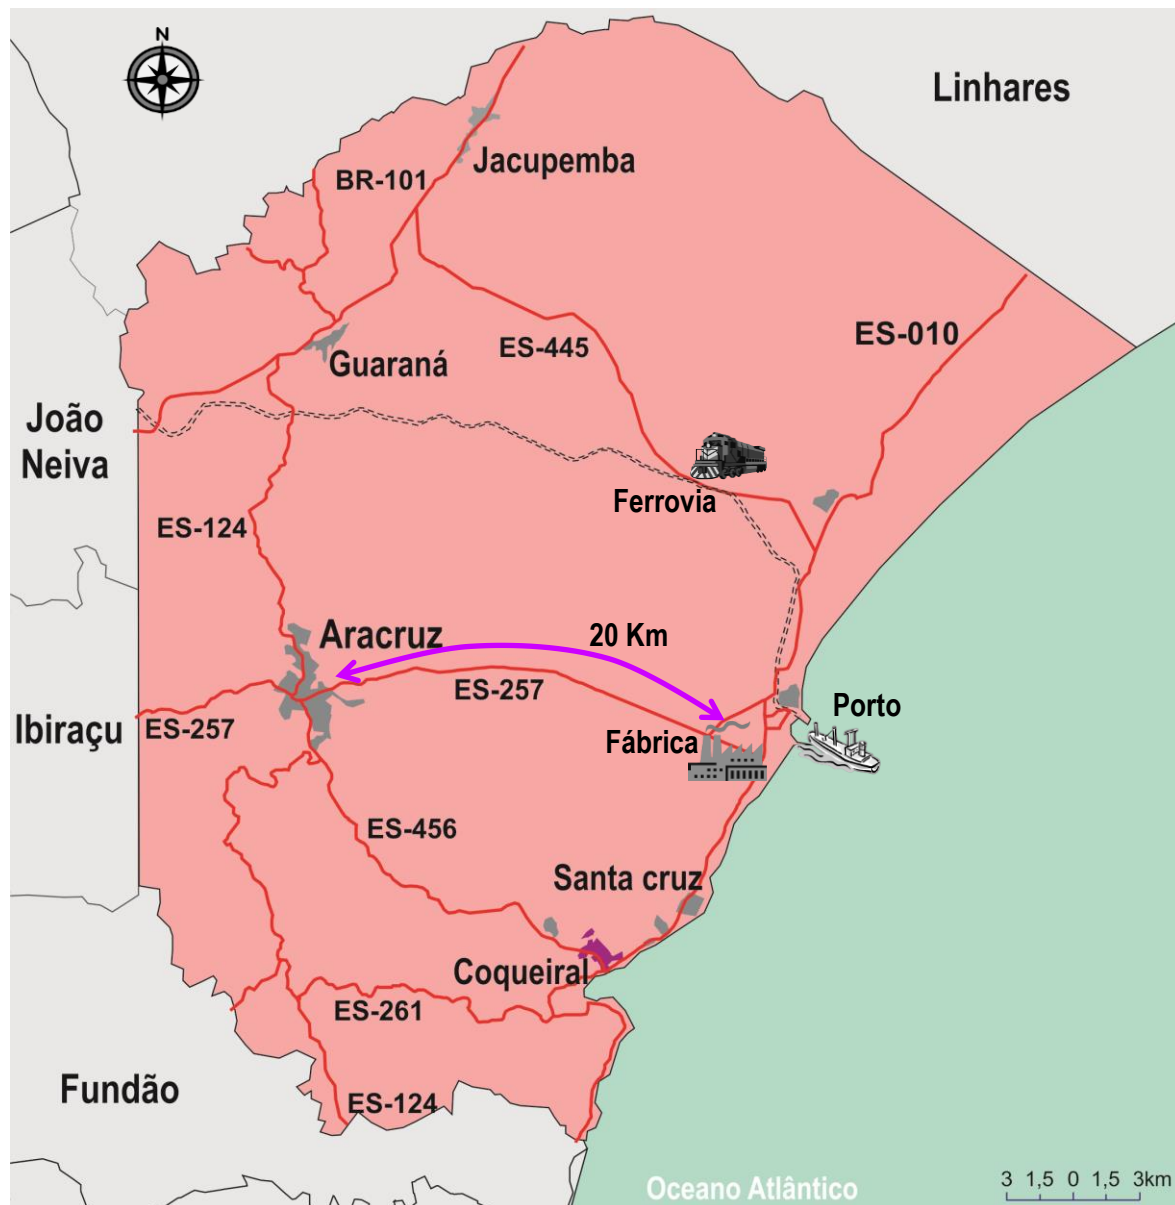 N
Linhares
Jacupemba
BR-101
ES-010
ES-445
Guaraná
João
Neiva
Ferrovia
ES-124
Aracruz
20 Km
ES-257
Porto
Ibiraçu
ES-257
Fábrica
ES-456
Santa cruz
Coqueiral
ES-261
Fundão
ES-124
Oceano Atlântico
3 1,5 0 1,5 3km